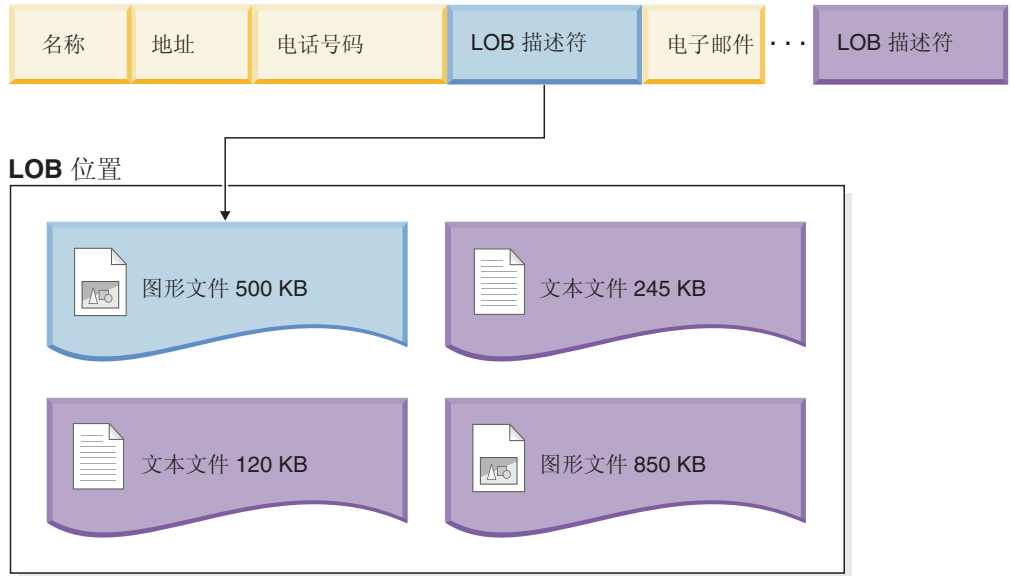 名称 地址 电话号码 LOB 描述符 电子邮件 ··· LOB 描述符
LOB 位置
图形文件 500 KB 文本文件 245 KB
文本文件 120 KB 图形文件 850 KB